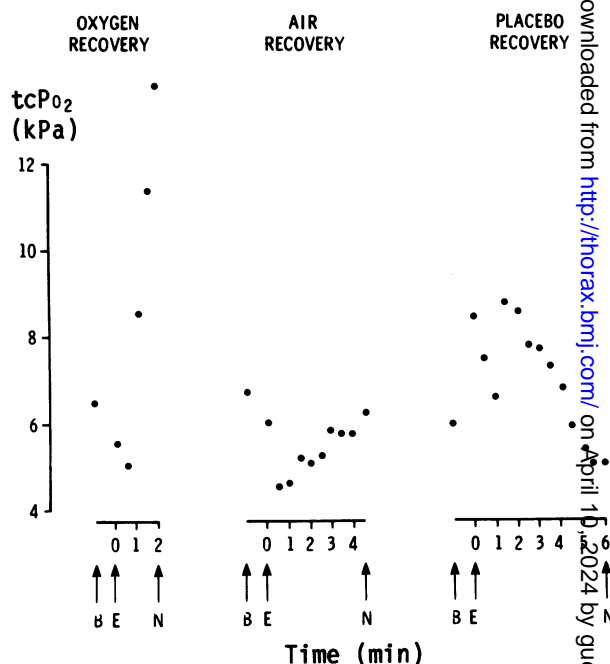 OXYGEN
RECOVERY
AIR
RECOVERY
PLACEBO
RECOVERY
tcPO2
(kPa)
12
10
8
6
4
0 1 2
0 1 2 3 4
0 1 2 3 4 5 6
B E N
B E N
B E N
Time (min)
ownloaded from http://thorax.bmj.com/ on April 10, 2024 by gue